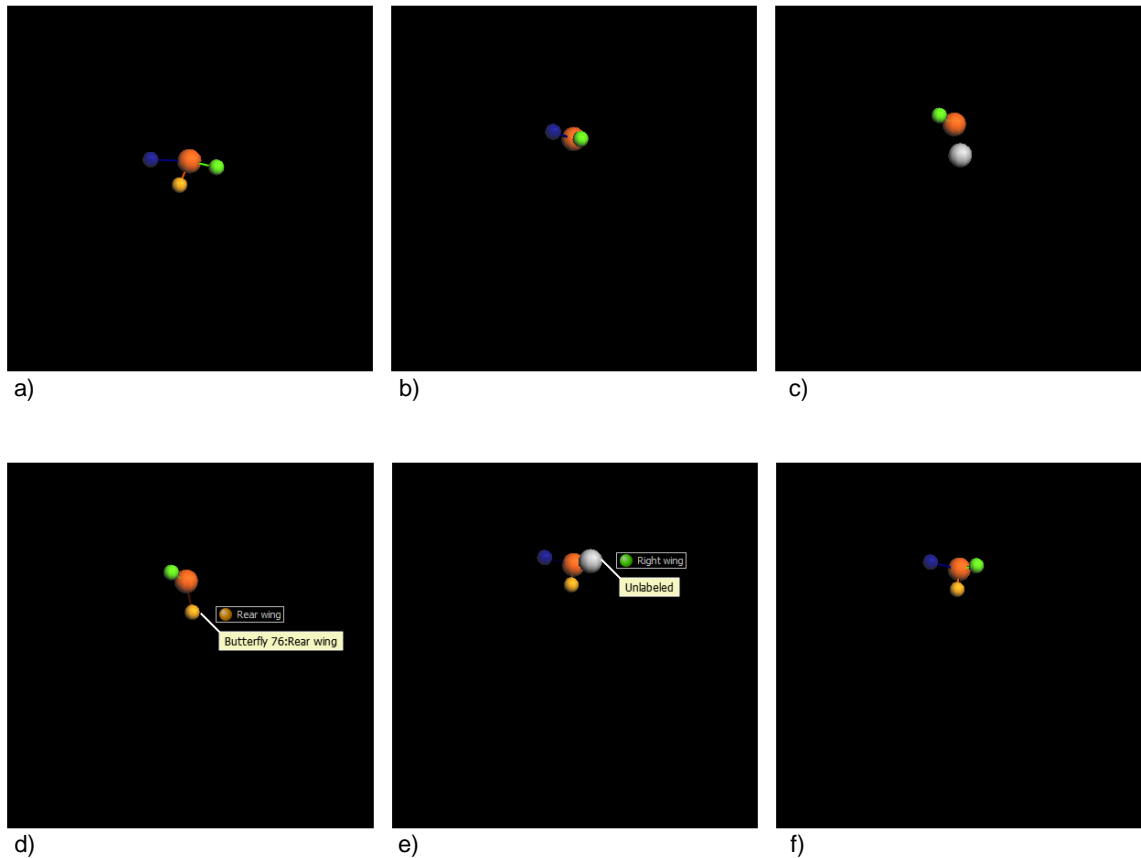 a)
b)
c)
Rear wing
Butterfly 76:Rear wing
Right wing
Unlabeled
d)
e)
f)